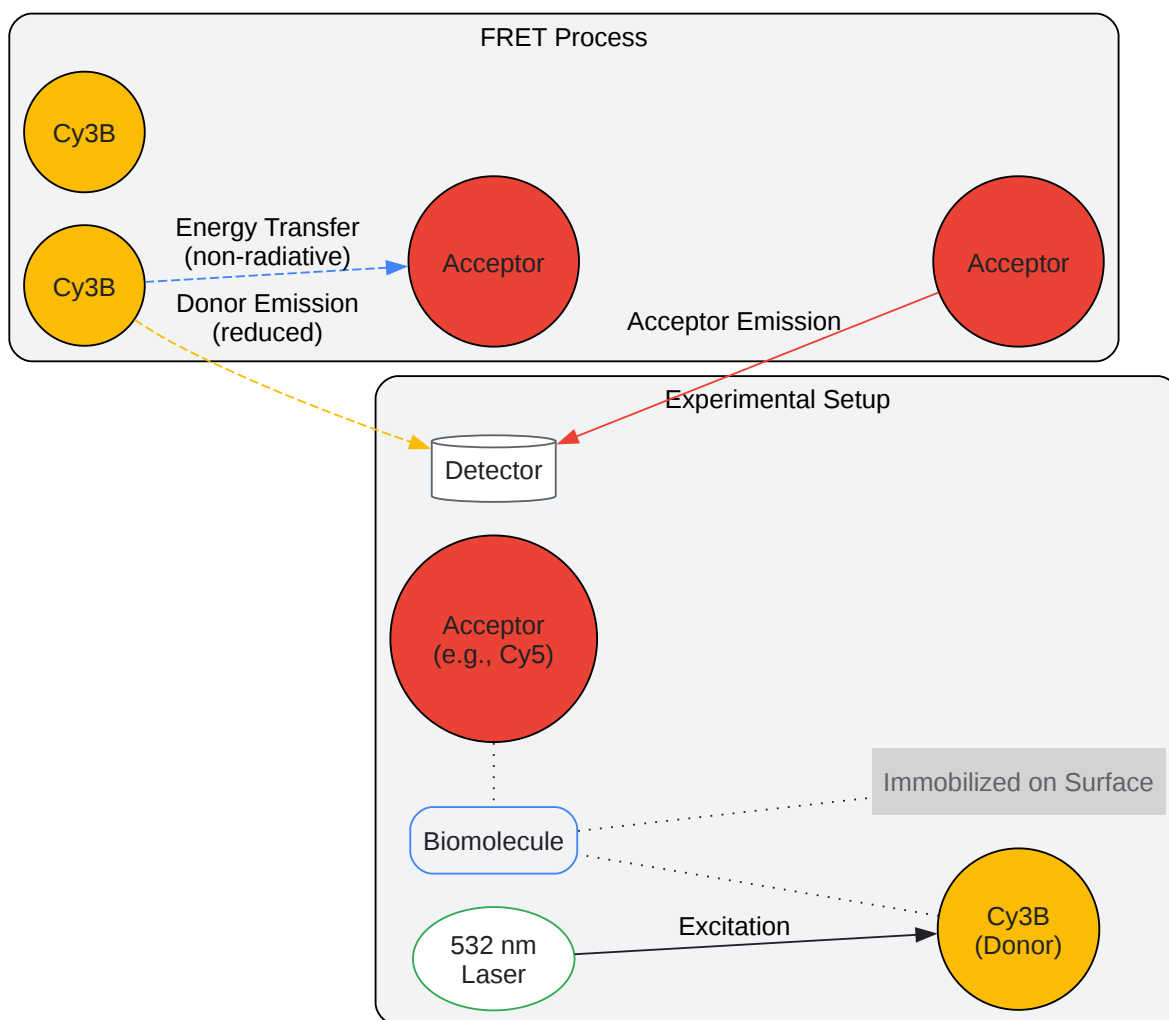 FRET Process
Cy3B
Cy3B
Energy Transfer
(non-radiative)
Donor Emission
(reduced)
Acceptor
Acceptor
Acceptor Emission
Experimental Setup
Detector
Acceptor
(e.g., Cy5)
Immobilized on Surface
Biomolecule
Excitation
532 nm
Laser
Cy3B
(Donor)